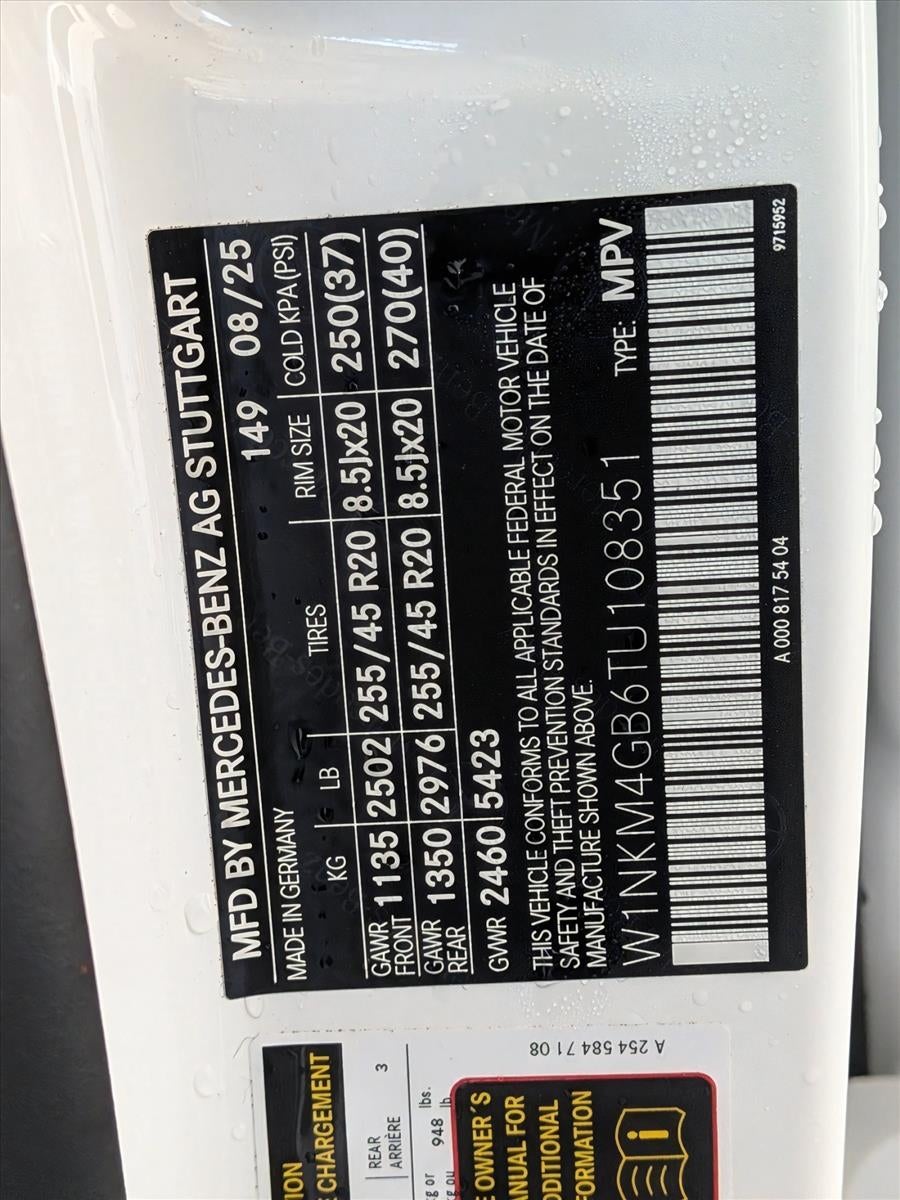 MFD BY MERCEDES-BENZ AG STUTTGART
149 08/25
MADE IN GERMANY
KG LB TIRES RIM SIZE COLD KPA (PSI)
GAWR FRONT 1135 2502 255/45 R20 8.5Jx20 250(37)
GAWR REAR 1350 2976 255/45 R20 8.5Jx20 270(40)
GWR 2460 5423
THIS VEHICLE CONFORMS TO ALL APPLICABLE FEDERAL MOTOR VEHICLE
SAFETY AND THEFT PREVENTION STANDARDS IN EFFECT ON THE DATE OF
MANUFACTURE SHOWN ABOVE.
W1NKM4GB6TU108351 TYPE: MPV
A 000 817 54 04 9715952
CHARGEMENT
REAR 3
ARRIÈRE
948 lbs.
OWNER´S
FOR
A 254 584 71 08